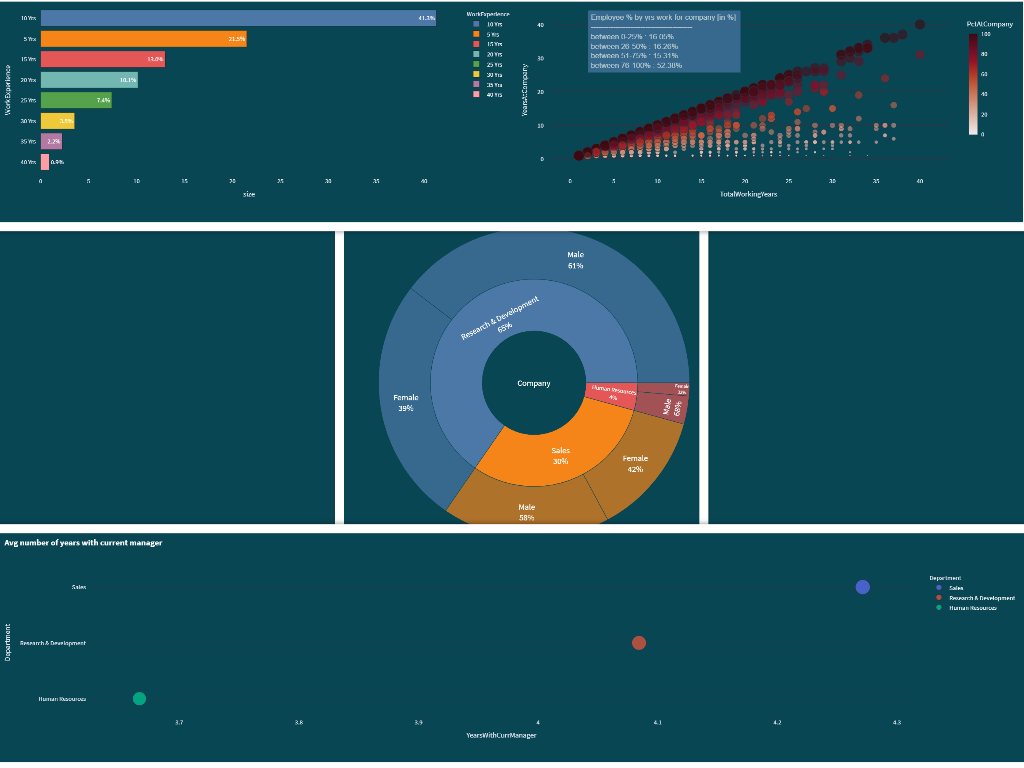 WorkExperience
10 Yrs
41.3%
5 Yrs
21.5%
15 Yrs
13.0%
20 Yrs
10.1%
25 Yrs
7.4%
30 Yrs
3.5%
35 Yrs
2.2%
40 Yrs
0.9%
0 5 10 15 20 25 30 35 40
size
WorkExperience
10 Yrs
5 Yrs
15 Yrs
20 Yrs
25 Yrs
30 Yrs
35 Yrs
40 Yrs
Employee % by yrs work for company [in %]
between 0-25% : 16.05%
between 26-50% : 16.26%
between 51-75% : 15.31%
between 76-100% : 52.38%
YearsAtCompany
40
30
20
10
0
0 5 10 15 20 25 30 35 40
TotalWorkingYears
PctAtCompany
100
80
60
40
20
0
Male
61%
Research & Development
65%
Company
Human Resources
4%
Female
Male
68%
Female
39%
Sales
30%
Female
42%
Male
58%
Avg number of years with current manager
Department
Sales
Research & Development
Human Resources
3.7 3.8 3.9 4 4.1 4.2 4.3
YearsWithCurrManager
Department
Sales
Research & Development
Human Resources